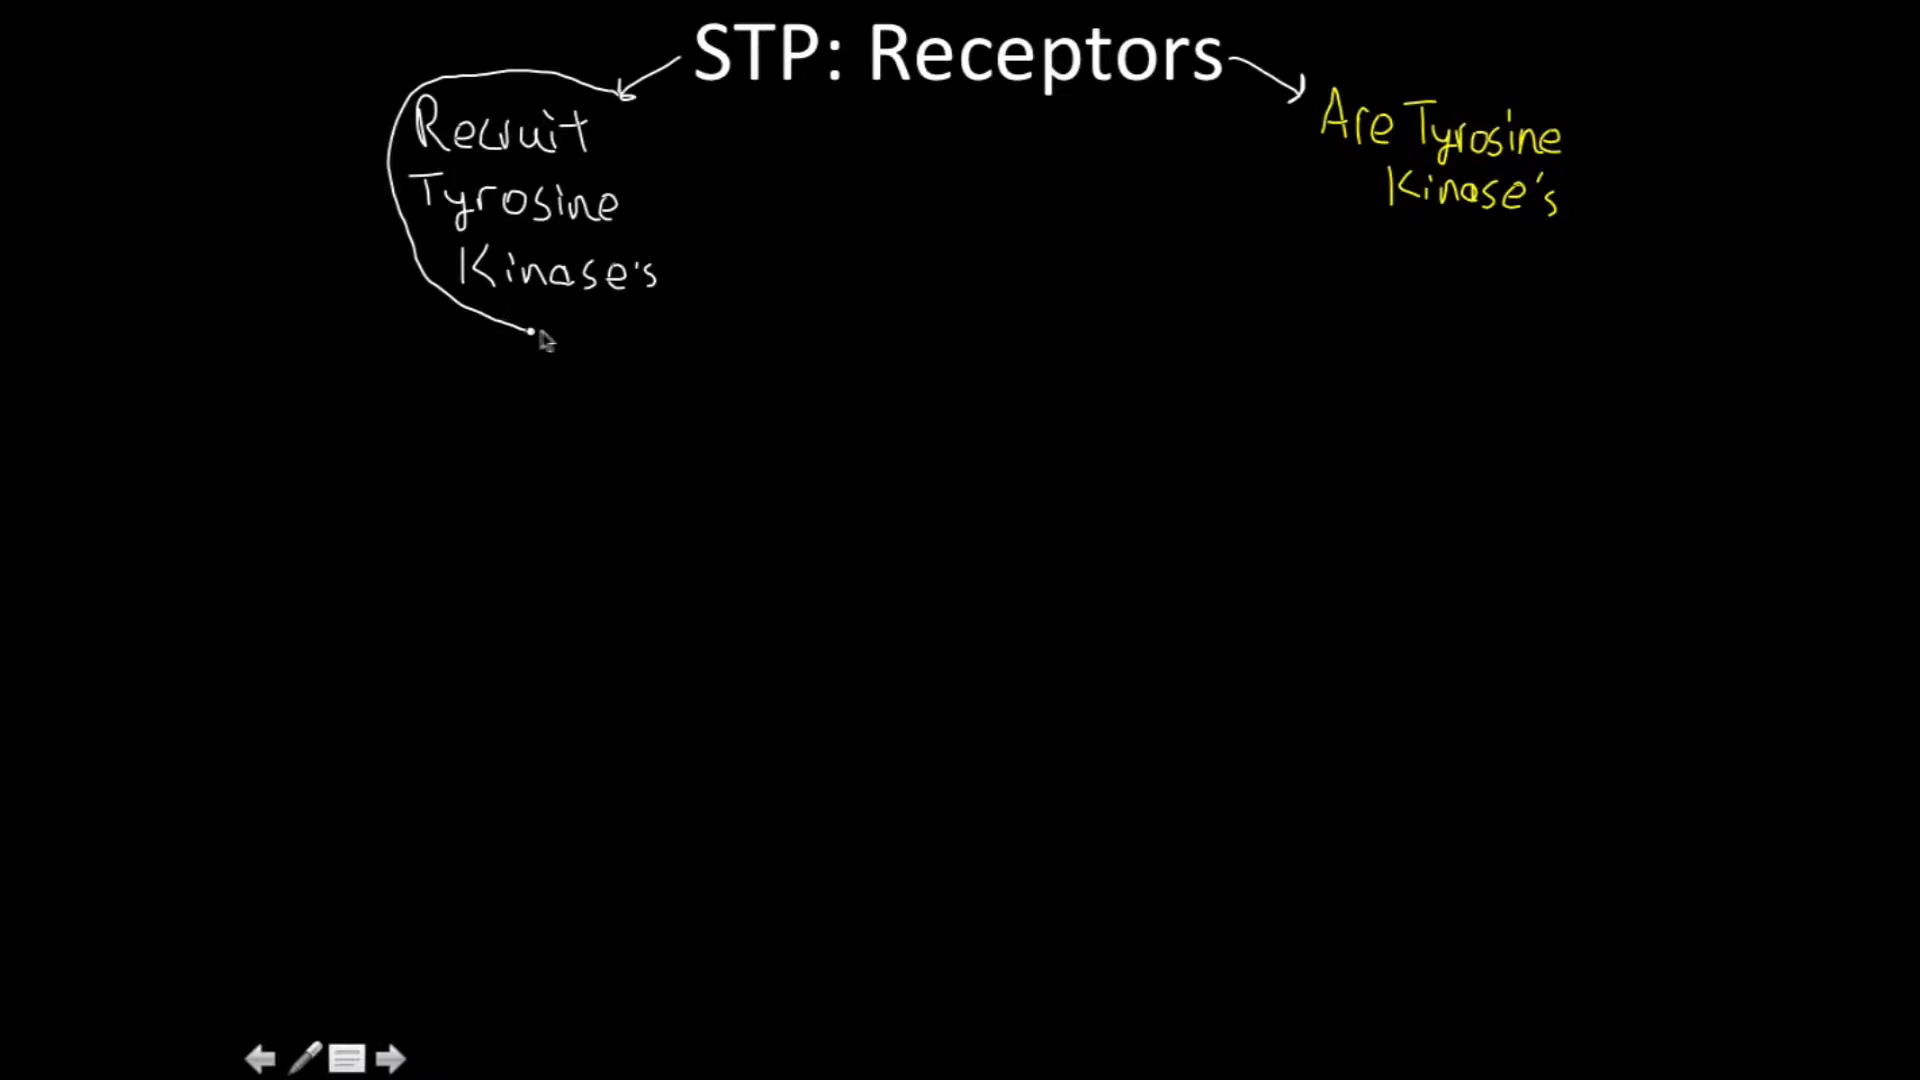 STP: Receptors
Recruit
Tyrosine
Kinase's
Are Tyrosine
Kinase's